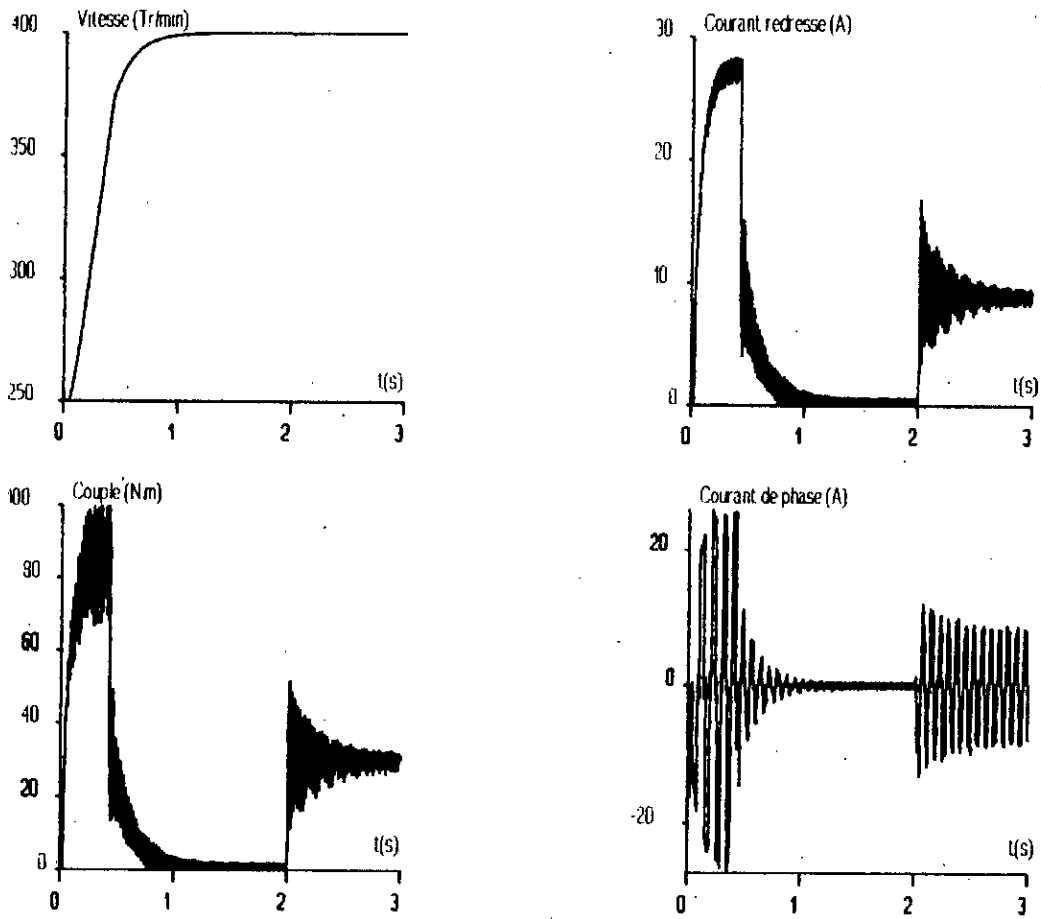 Vitesse (Tr/min)
400
350
300
250
t(s)
0 1 2 3
Courant redresse (A)
30
20
10
0
t(s)
0 1 2 3
Couple (N.m)
100
80
60
40
20
0
t(s)
0 1 2 3
Courant de phase (A)
20
0
-20
t(s)
0 1 2 3